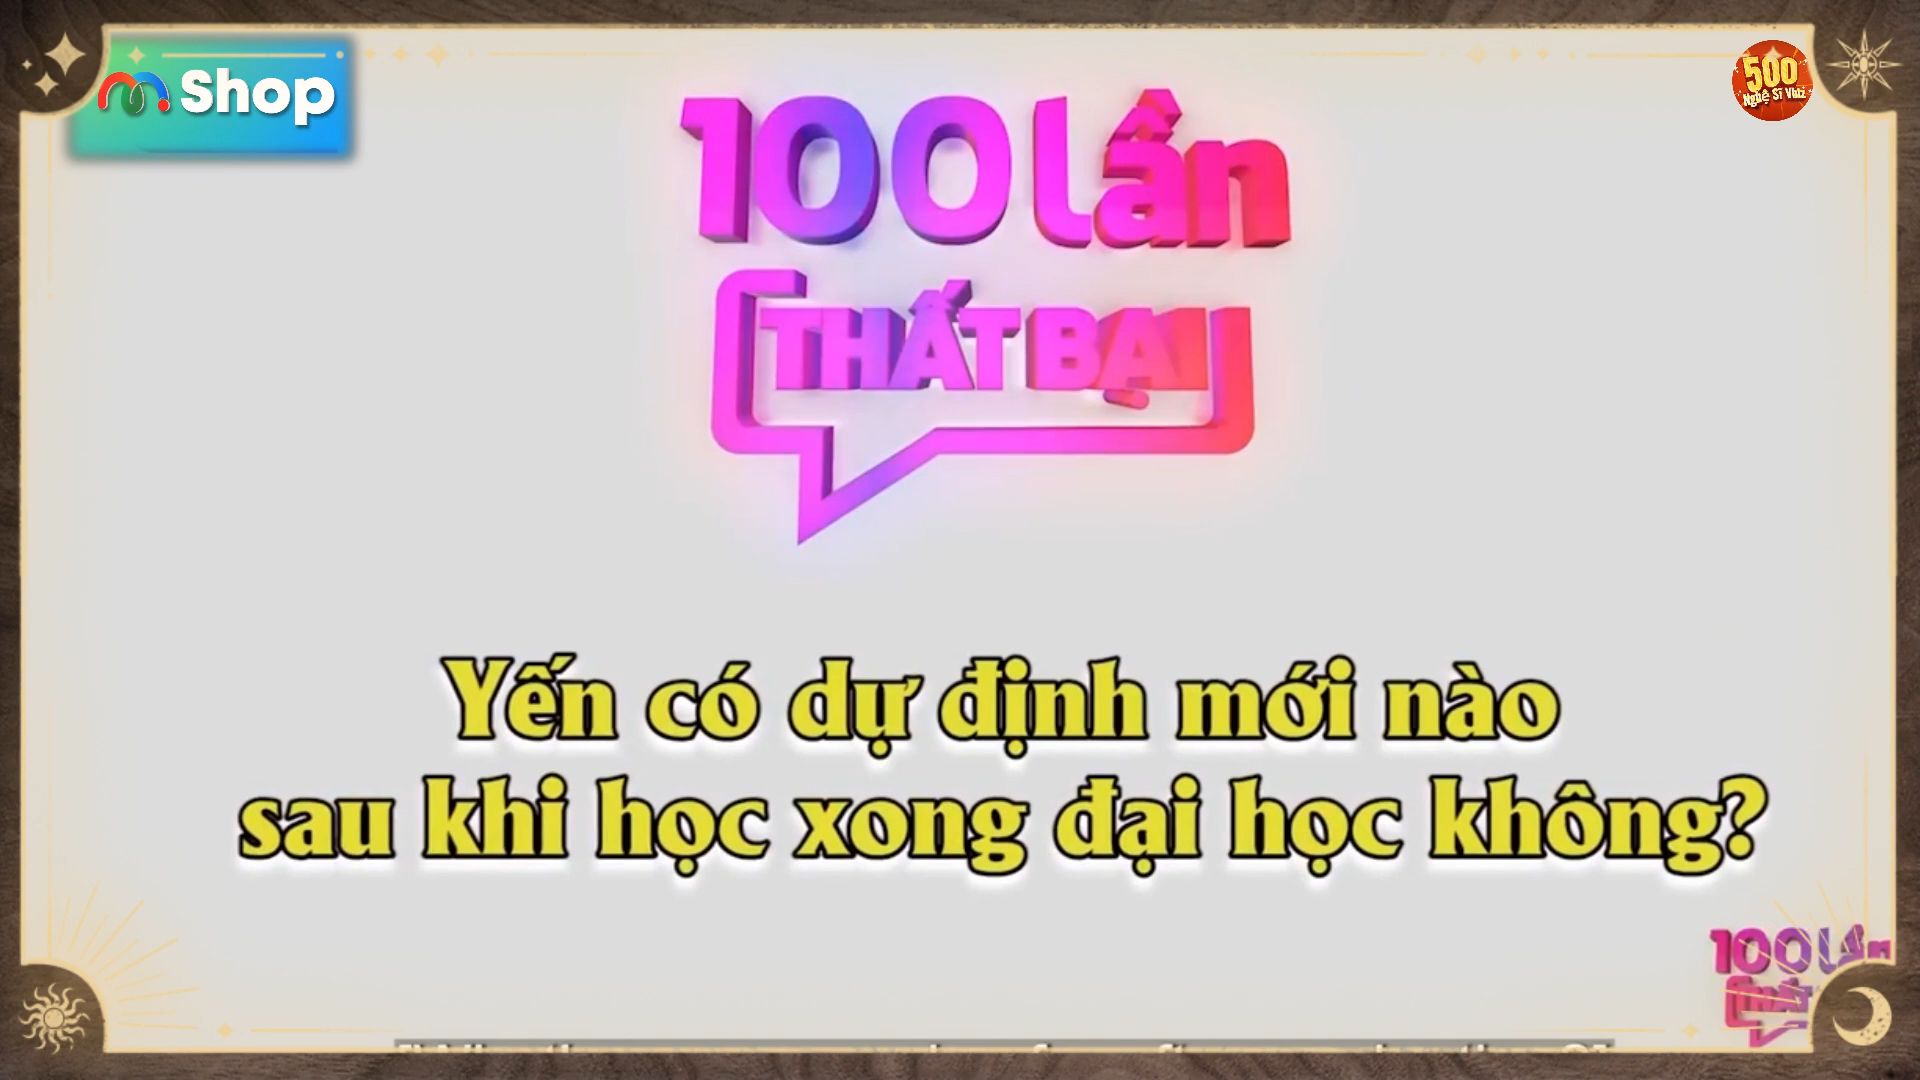 Shop
500
Nghệ Sĩ Vbiz
100 lần
THẤT BẠI
Yến có dự định mới nào
sau khi học xong đại học không?
100 lần